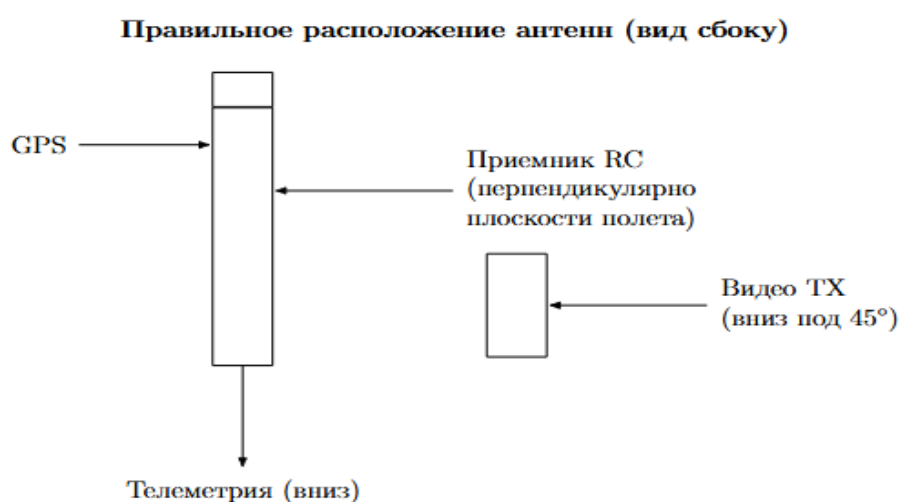 Правильное расположение антенн (вид сбоку)
GPS
Приемник RC
(перпендикулярно
плоскости полета)
Видео TX
(вниз под 45°)
Телеметрия (вниз)